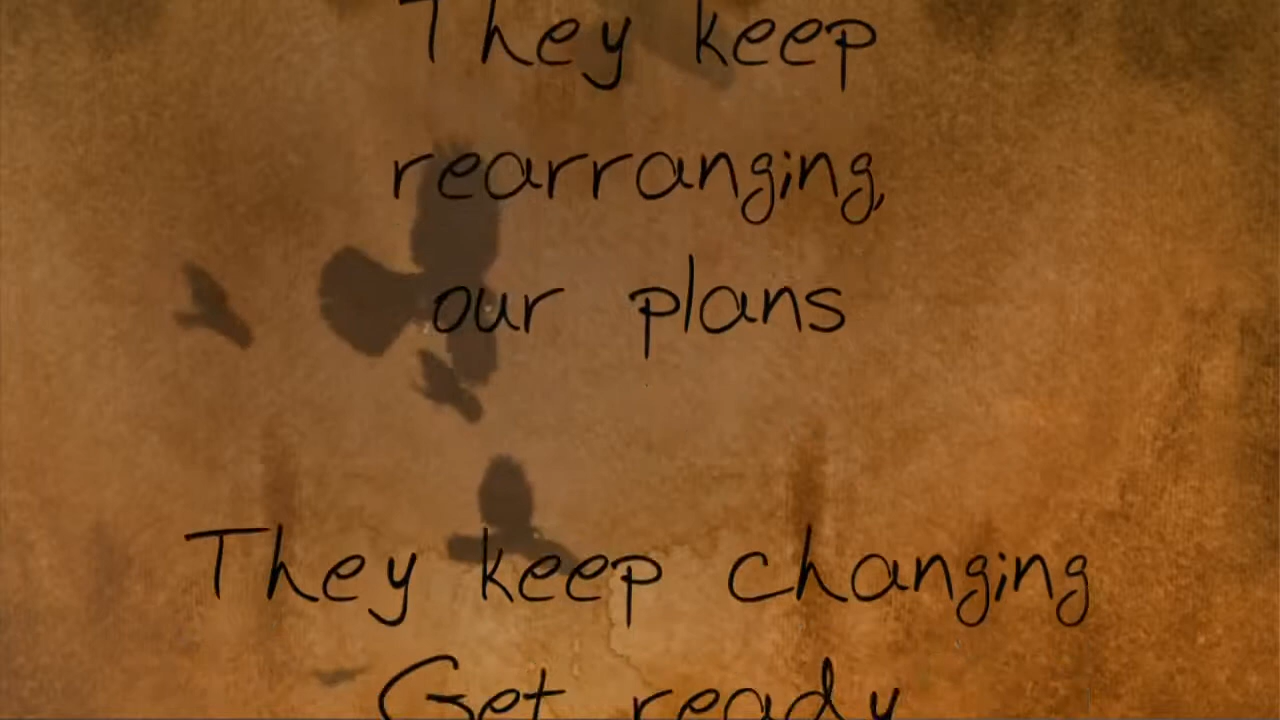 They keep
rearranging,
our plans
They keep changing
Get ready